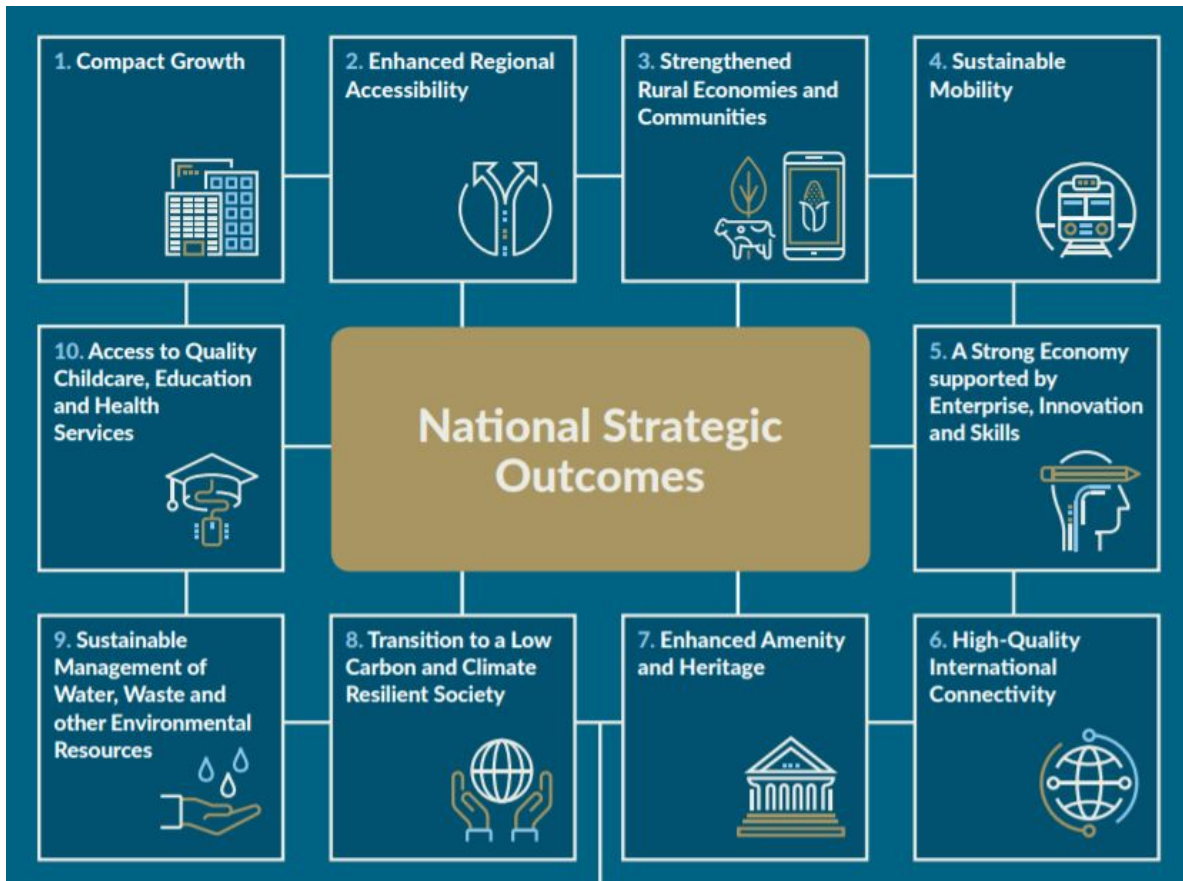 1. Compact Growth
2. Enhanced Regional
Accessibility
3. Strengthened
Rural Economies and
Communities
4. Sustainable
Mobility
10. Access to Quality
Childcare, Education
and Health
Services
National Strategic
Outcomes
5. A Strong Economy
supported by
Enterprise, Innovation
and Skills
9. Sustainable
Management of
Water, Waste and
other Environmental
Resources
8. Transition to a Low
Carbon and Climate
Resilient Society
7. Enhanced Amenity
and Heritage
6. High-Quality
International
Connectivity